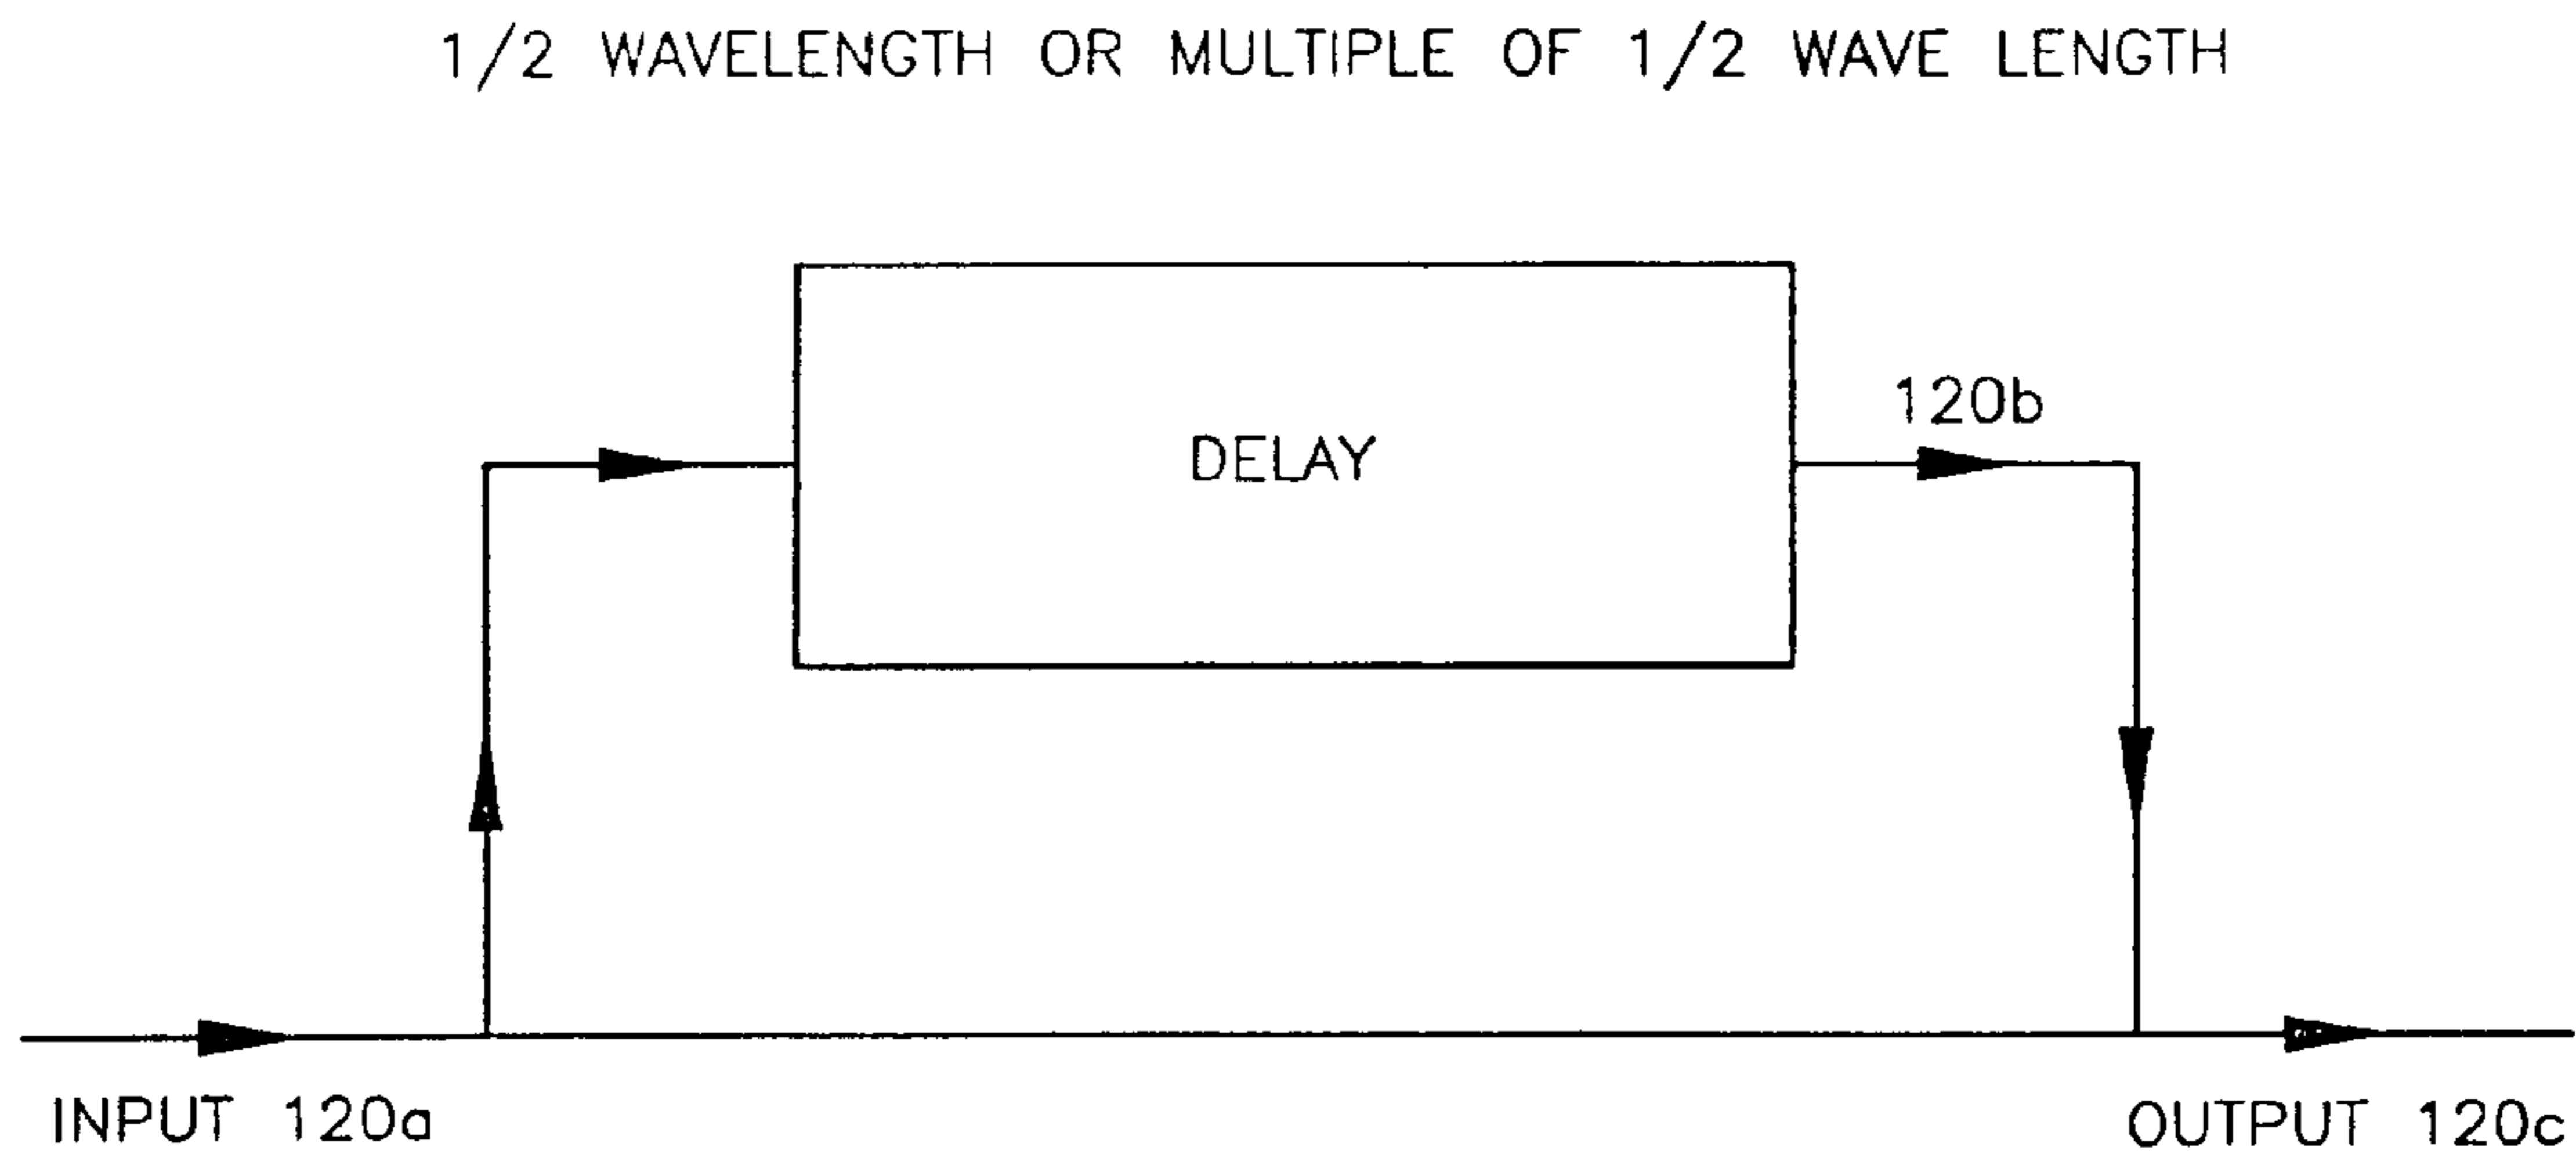 1/2 WAVELENGTH OR MULTIPLE OF 1/2 WAVE LENGTH
120b
DELAY
INPUT 120a
OUTPUT 120c